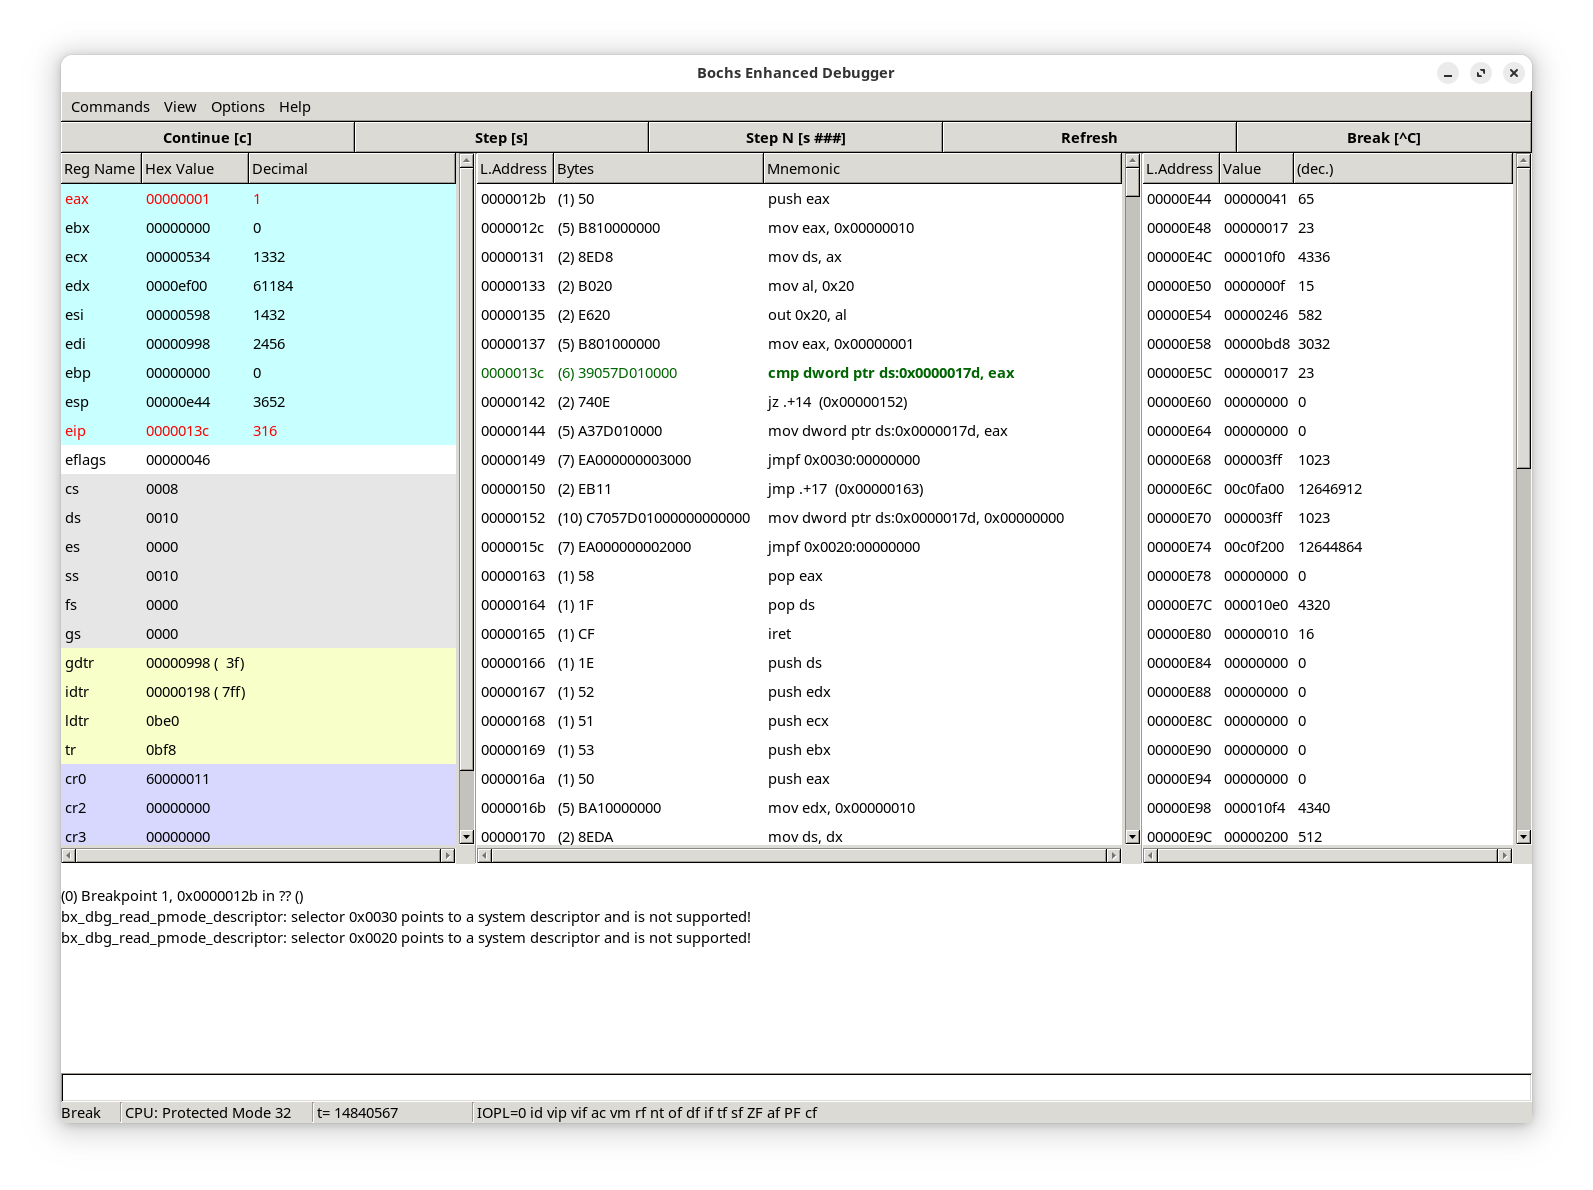 Bochs Enhanced Debugger
Commands View Options Help
Continue [c] Step [s] Step N [s ###] Refresh Break [^C]
Reg Name Hex Value Decimal
eax 00000001 1
ebx 00000000 0
ecx 00000534 1332
edx 0000ef00 61184
esi 00000598 1432
edi 00000998 2456
ebp 00000000 0
esp 00000e44 3652
eip 0000013c 316
eflags 00000046
cs 0008
ds 0010
es 0000
ss 0010
fs 0000
gs 0000
gdtr 00000998 ( 3f)
idtr 00000198 ( 7ff)
ldtr 0be0
tr 0bf8
cr0 60000011
cr2 00000000
cr3 00000000
L.Address Bytes Mnemonic
0000012b (1) 50 push eax
0000012c (5) B810000000 mov eax, 0x00000010
00000131 (2) 8ED8 mov ds, ax
00000133 (2) B020 mov al, 0x20
00000135 (2) E620 out 0x20, al
00000137 (5) B801000000 mov eax, 0x00000001
0000013c (6) 39057D010000 cmp dword ptr ds:0x0000017d, eax
00000142 (2) 740E jz .+14 (0x00000152)
00000144 (5) A37D010000 mov dword ptr ds:0x0000017d, eax
00000149 (7) EA000000003000 jmpf 0x0030:00000000
00000150 (2) EB11 jmp .+17 (0x00000163)
00000152 (10) C7057D01000000000000 mov dword ptr ds:0x0000017d, 0x00000000
0000015c (7) EA000000002000 jmpf 0x0020:00000000
00000163 (1) 58 pop eax
00000164 (1) 1F pop ds
00000165 (1) CF iret
00000166 (1) 1E push ds
00000167 (1) 52 push edx
00000168 (1) 51 push ecx
00000169 (1) 53 push ebx
0000016a (1) 50 push eax
0000016b (5) BA10000000 mov edx, 0x00000010
00000170 (2) 8EDA mov ds, dx
L.Address Value (dec.)
00000E44 00000041 65
00000E48 00000017 23
00000E4C 000010f0 4336
00000E50 0000000f 15
00000E54 00000246 582
00000E58 00000bd8 3032
00000E5C 00000017 23
00000E60 00000000 0
00000E64 00000000 0
00000E68 000003ff 1023
00000E6C 00c0fa00 12646912
00000E70 000003ff 1023
00000E74 00c0f200 12644864
00000E78 00000000 0
00000E7C 000010e0 4320
00000E80 00000010 16
00000E84 00000000 0
00000E88 00000000 0
00000E8C 00000000 0
00000E90 00000000 0
00000E94 00000000 0
00000E98 000010f4 4340
00000E9C 00000200 512
(0) Breakpoint 1, 0x0000012b in ?? ()
bx_dbg_read_pmode_descriptor: selector 0x0030 points to a system descriptor and is not supported!
bx_dbg_read_pmode_descriptor: selector 0x0020 points to a system descriptor and is not supported!
Break CPU: Protected Mode 32 t= 14840567 IOPL=0 id vip vif ac vm rf nt of df if tf sf ZF af PF cf